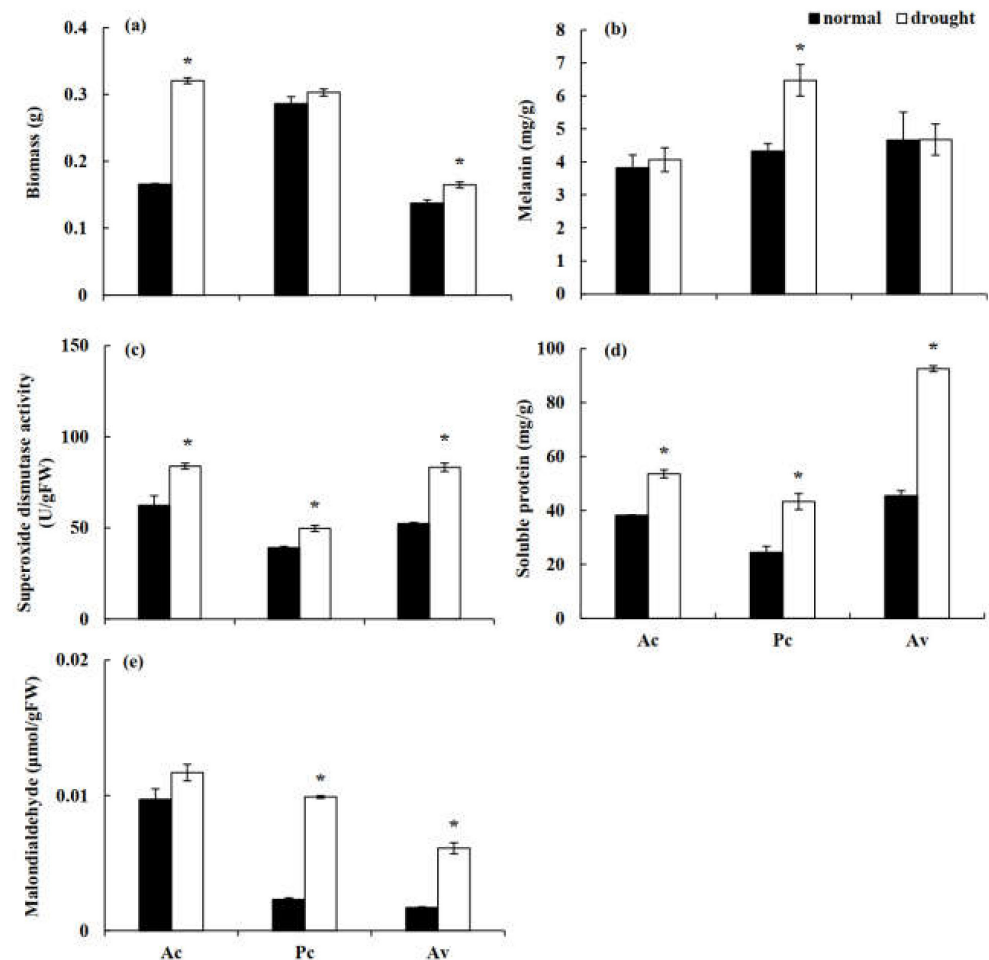 normal drought
(a)
Biomass (g)
0.4
0.3
0.2
0.1
0
*
*
(b)
Melanin (mg/g)
8
7
6
5
4
3
2
1
0
*
(c)
Superoxide dismutase activity
(U/gFW)
150
100
50
0
*
*
*
(d)
Soluble protein (mg/g)
100
80
60
40
20
0
*
*
*
Ac Pc Av
(e)
Malondialdehyde (μmol/gFW)
0.02
0.01
0
*
*
Ac Pc Av